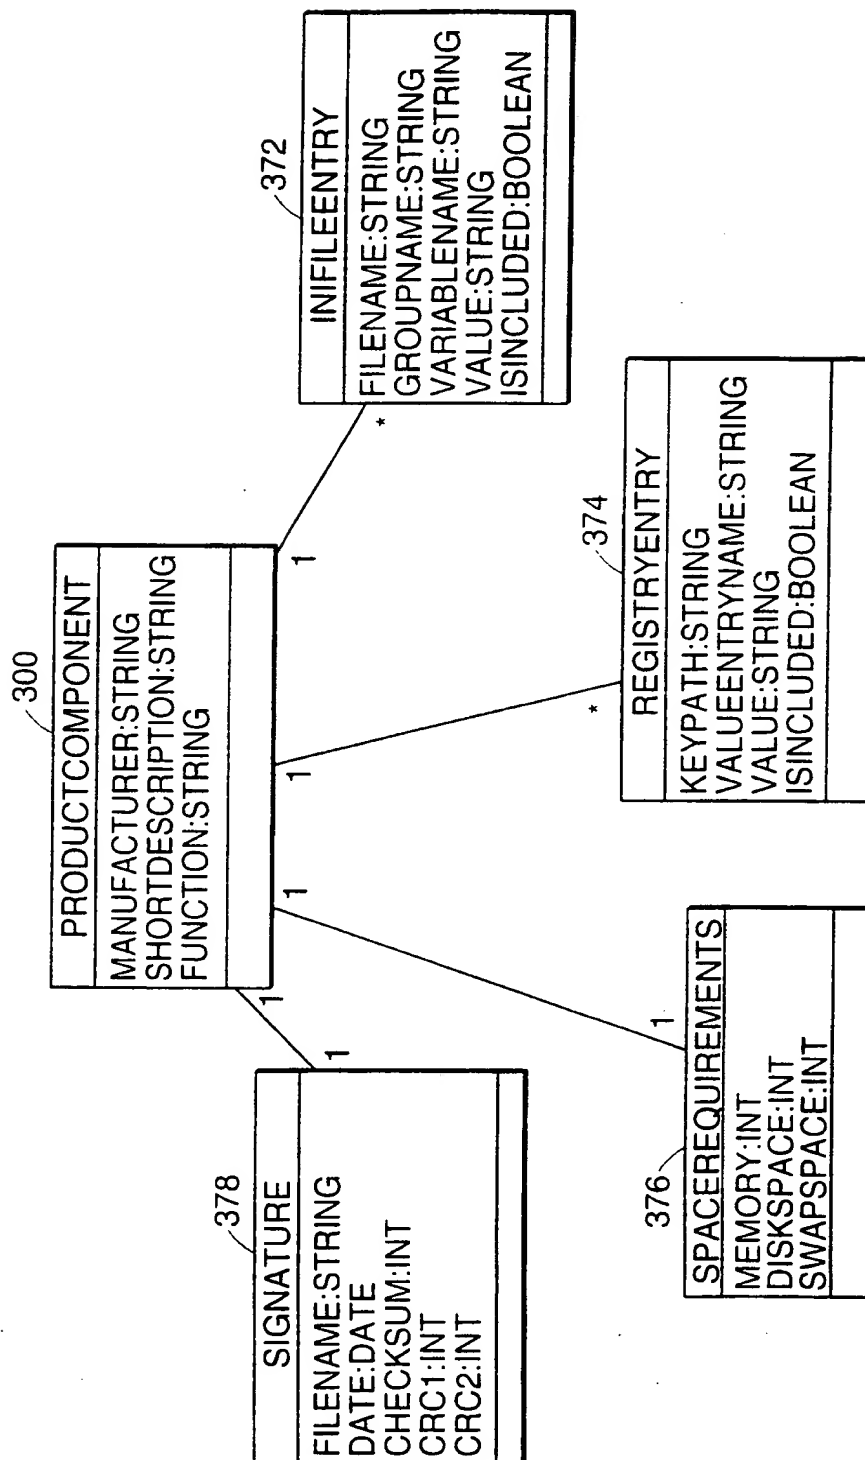 300
PRODUCTCOMPONENT
MANUFACTURER:STRING
SHORTDESCRIPTION:STRING
FUNCTION:STRING
1
1
1
1
378
SIGNATURE
FILENAME:STRING
DATE:DATE
CHECKSUM:INT
CRC1:INT
CRC2:INT
1
372
INIFILEENTRY
FILENAME:STRING
GROUPNAME:STRING
VARIABLENAME:STRING
VALUE:STRING
ISINCLUDED:BOOLEAN
*
376
SPACEREQUIREMENTS
MEMORY:INT
DISKSPACE:INT
SWAPSPACE:INT
1
374
REGISTRYENTRY
KEYPATH:STRING
VALUEENTRYNAME:STRING
VALUE:STRING
ISINCLUDED:BOOLEAN
*